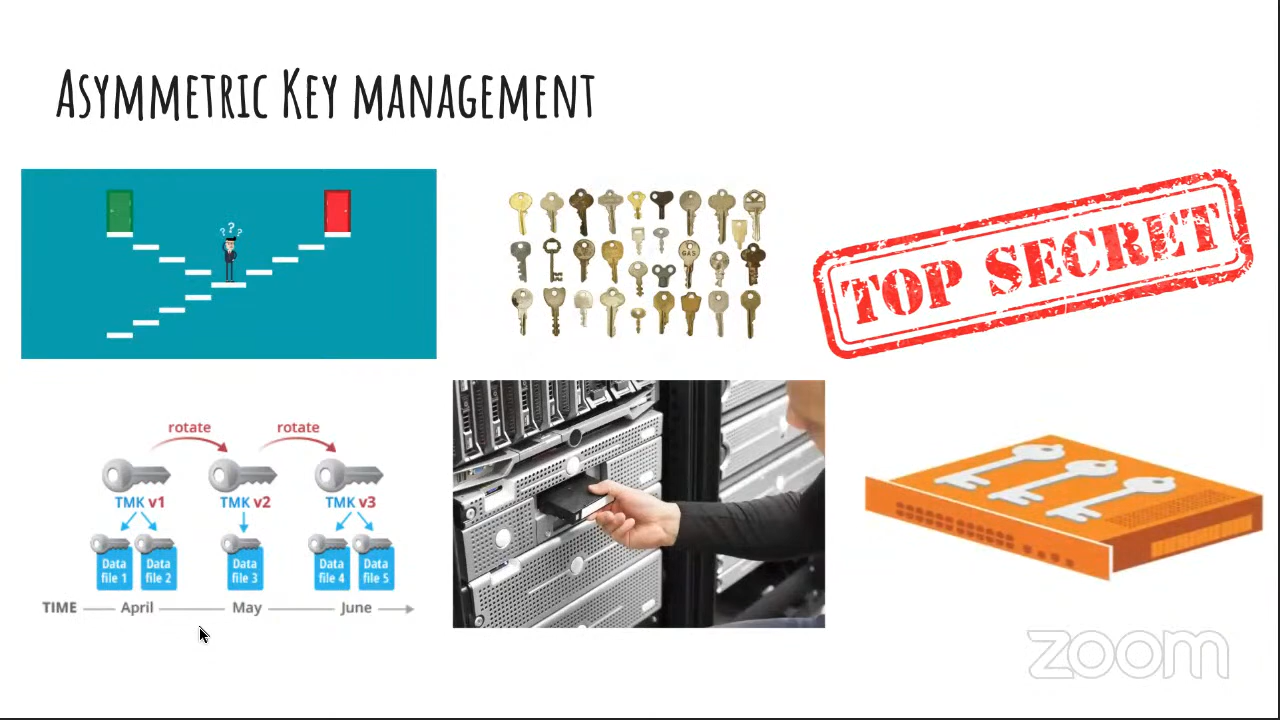 Asymmetric Key management
? ? ?
GAS
TOP SECRET
rotate rotate
TMK v1 TMK v2 TMK v3
Data file 1
Data file 2
Data file 3
Data file 4
Data file 5
TIME April May June
zoom